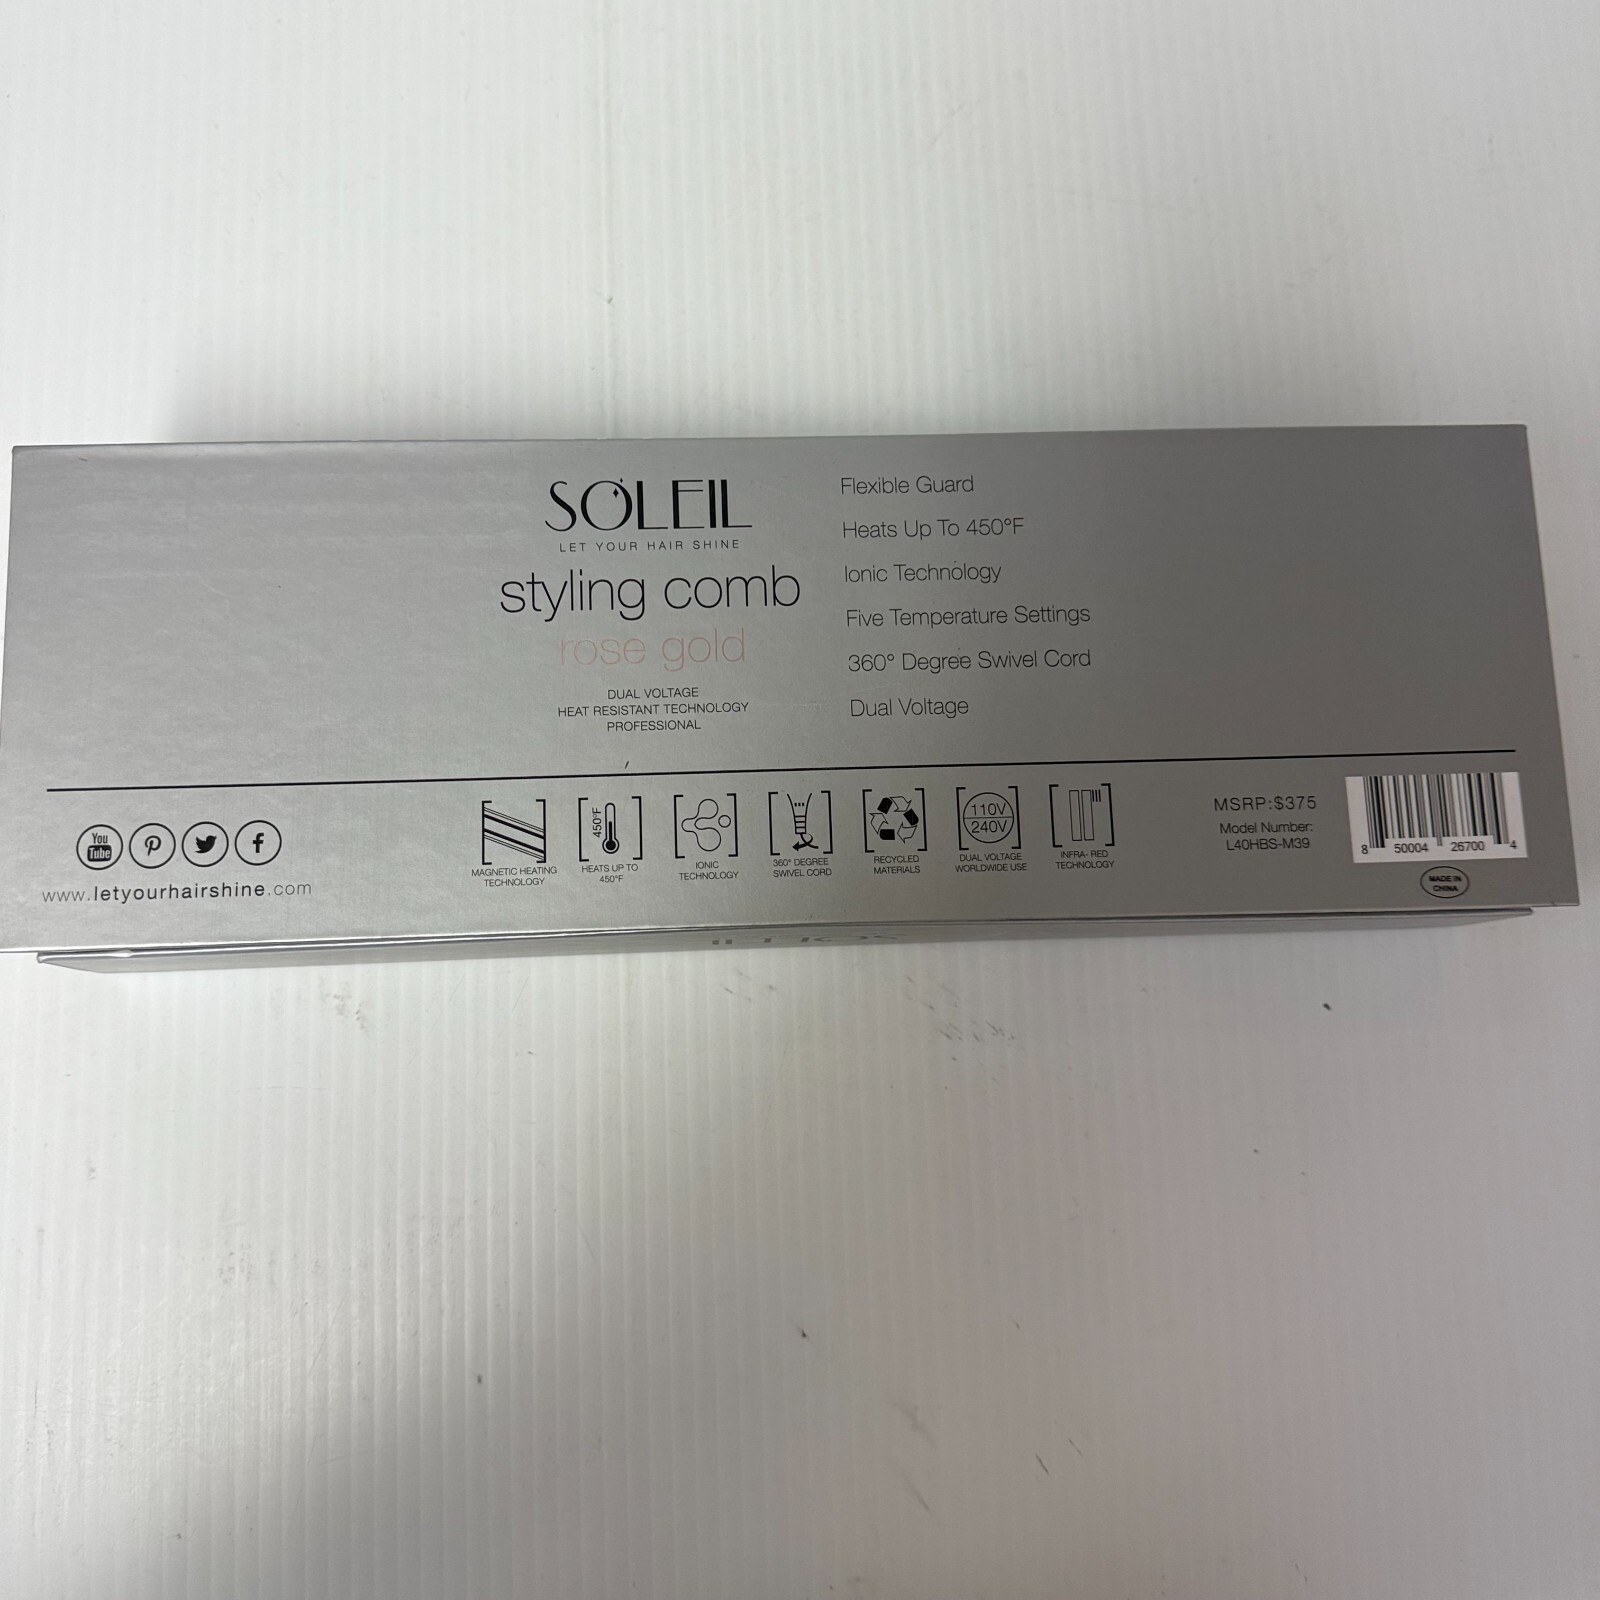 SOLEIL
LET YOUR HAIR SHINE
styling comb
rose gold
DUAL VOLTAGE
HEAT RESISTANT TECHNOLOGY
PROFESSIONAL
Flexible Guard
Heats Up To 450°F
Ionic Technology
Five Temperature Settings
360° Degree Swivel Cord
Dual Voltage
You
Tube
www.letyourhairshine.com
MAGNETIC HEATING
TECHNOLOGY
450°F
HEATS UP TO
450°F
IONIC
TECHNOLOGY
360° DEGREE
SWIVEL CORD
RECYCLED
MATERIALS
110V
240V
DUAL VOLTAGE
WORLDWIDE USE
INFRA- RED
TECHNOLOGY
MSRP:$375
Model Number:
L40HBS-M39
8 50004 26700 4
MADE IN
CHINA